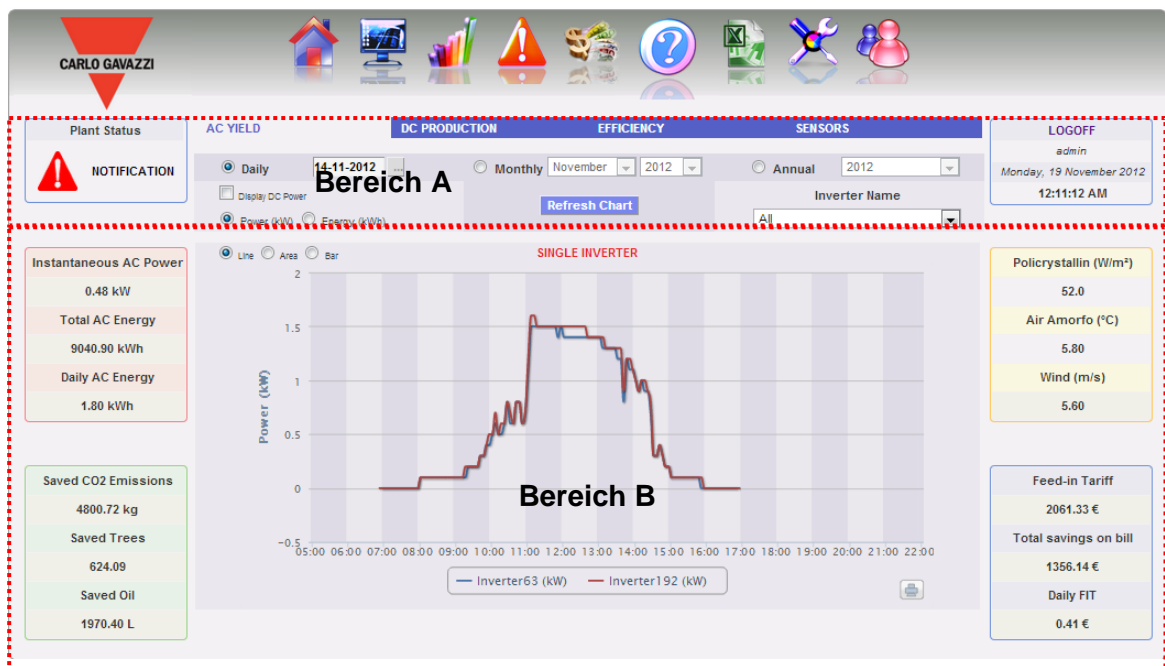 CARLO GAVAZZI
Plant Status
NOTIFICATION
AC YIELD
DC PRODUCTION
EFFICIENCY
SENSORS
Daily 14-11-2012 ...
Monthly November 2012
Annual 2012
Bereich A
Display DC Power
Refresh Chart
Inverter Name
Power (kW) Energy (kWh)
All
LOGOFF
admin
Monday, 19 November 2012
12:11:12 AM
Instantaneous AC Power
0.48 kW
Total AC Energy
9040.90 kWh
Daily AC Energy
1.80 kWh
Saved CO2 Emissions
4800.72 kg
Saved Trees
624.09
Saved Oil
1970.40 L
Line Area Bar
SINGLE INVERTER
Power (kW)
2
1.5
1
0.5
0
−0.5
05:00 06:00 07:00 08:00 09:00 10:00 11:00 12:00 13:00 14:00 15:00 16:00 17:00 18:00 19:00 20:00 21:00 22:00
Bereich B
Inverter63 (kW) Inverter192 (kW)
Policrystallin (W/m²)
52.0
Air Amorfo (ºC)
5.80
Wind (m/s)
5.60
Feed-in Tariff
2061.33 €
Total savings on bill
1356.14 €
Daily FIT
0.41 €